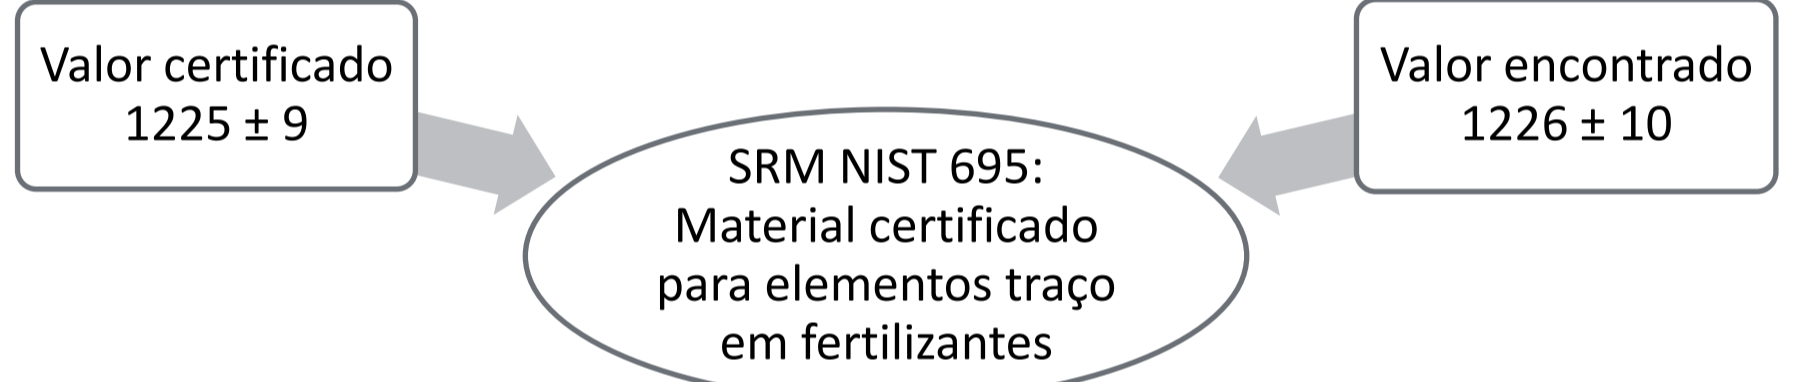 Valor certificado
1225 ± 9
Valor encontrado
1226 ± 10
SRM NIST 695:
Material certificado
para elementos traço
em fertilizantes